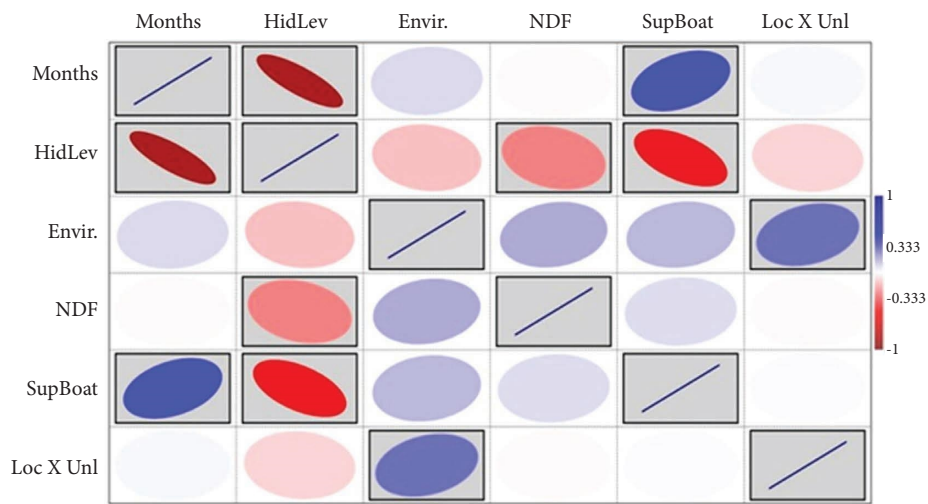 Months HidLev Envir. NDF SupBoat Loc X Unl
Months
HidLev
Envir.
NDF
SupBoat
Loc X Unl
1
0.333
-0.333
-1